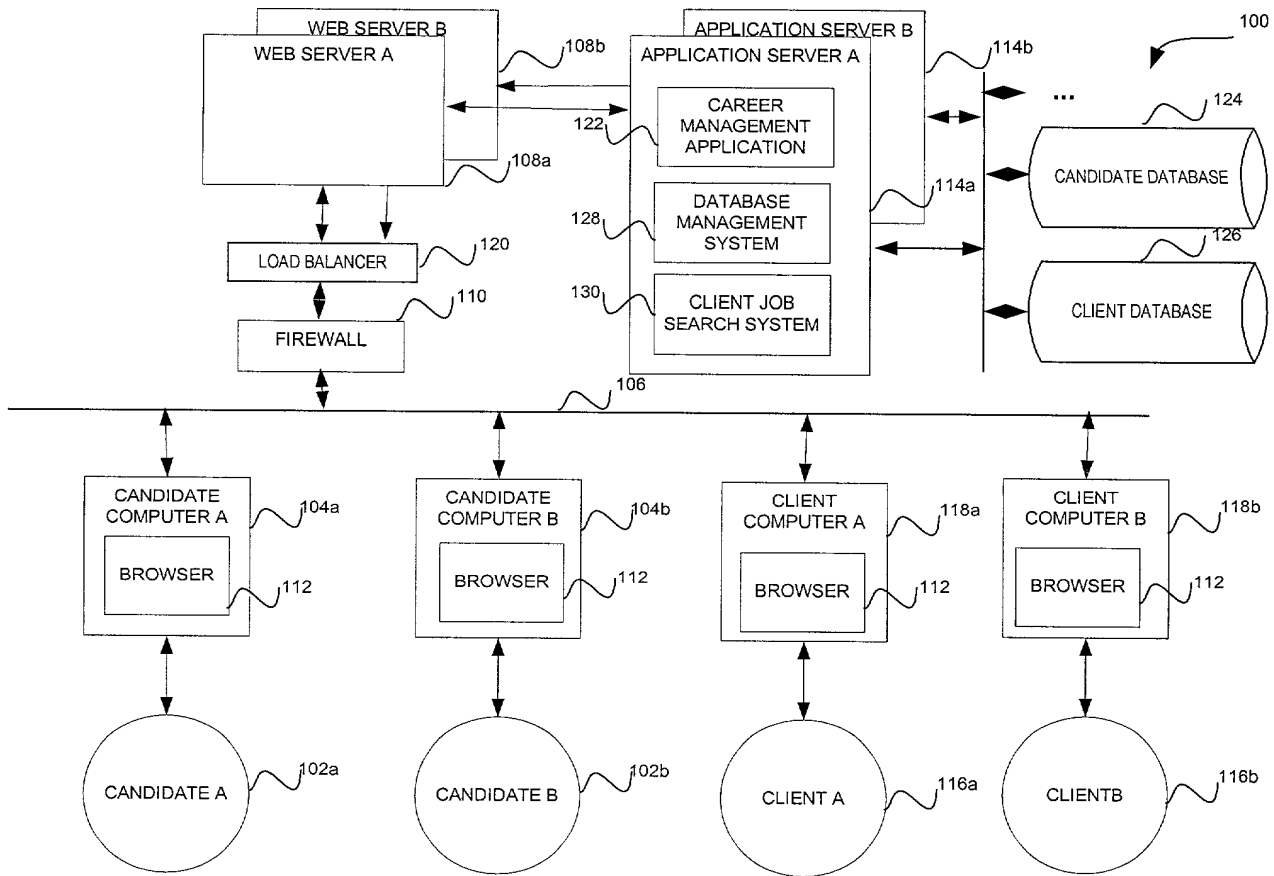 WEB SERVER B
WEB SERVER A
108b
108a
APPLICATION SERVER B
APPLICATION SERVER A
114b
100
122
CAREER
MANAGEMENT
APPLICATION
114a
128
DATABASE
MANAGEMENT
SYSTEM
130
CLIENT JOB
SEARCH SYSTEM
...
124
CANDIDATE DATABASE
126
CLIENT DATABASE
LOAD BALANCER
120
110
FIREWALL
106
CANDIDATE
COMPUTER A
104a
BROWSER
112
CANDIDATE
COMPUTER B
104b
BROWSER
112
CLIENT
COMPUTER A
118a
BROWSER
112
CLIENT
COMPUTER B
118b
BROWSER
112
CANDIDATE A
102a
CANDIDATE B
102b
CLIENT A
116a
CLIENTB
116b